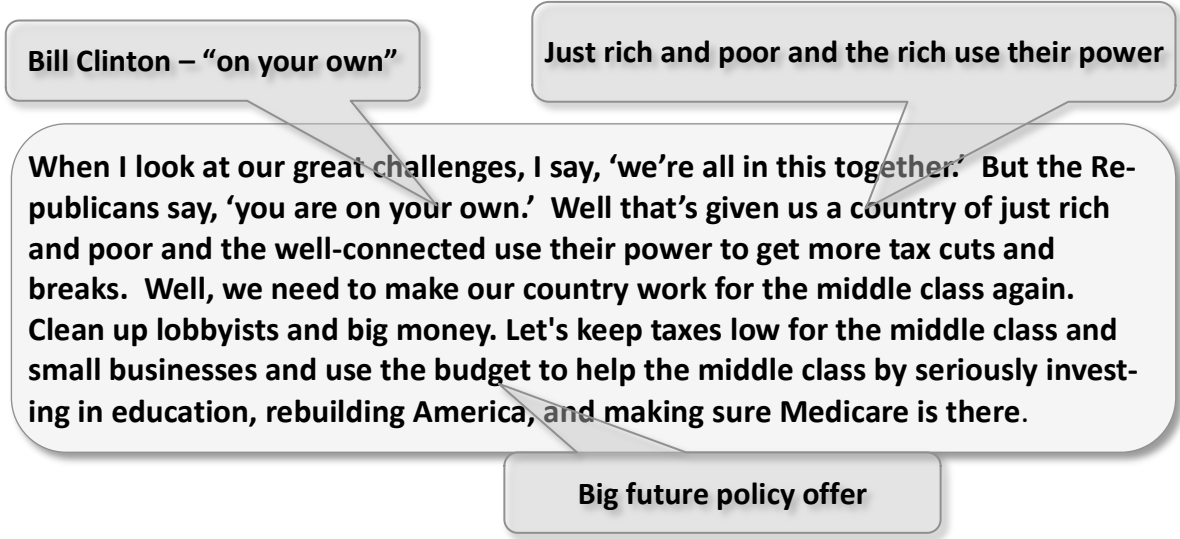 Bill Clinton – “on your own”
Just rich and poor and the rich use their power
When I look at our great challenges, I say, ‘we’re all in this together.’  But the Re-
publicans say, ‘you are on your own.’  Well that’s given us a country of just rich
and poor and the well-connected use their power to get more tax cuts and
breaks.  Well, we need to make our country work for the middle class again.
Clean up lobbyists and big money. Let's keep taxes low for the middle class and
small businesses and use the budget to help the middle class by seriously invest-
ing in education, rebuilding America, and making sure Medicare is there.
Big future policy offer